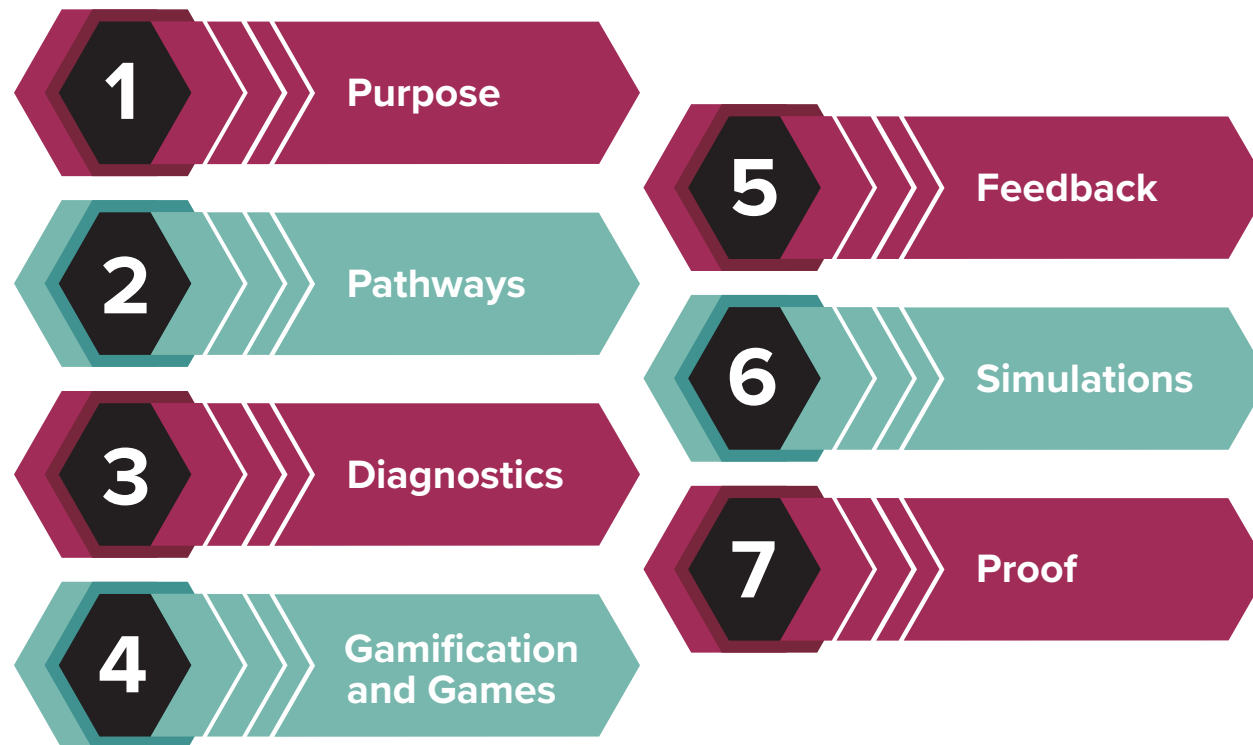 1
Purpose
2
Pathways
3
Diagnostics
4
Gamification
and Games
5
Feedback
6
Simulations
7
Proof